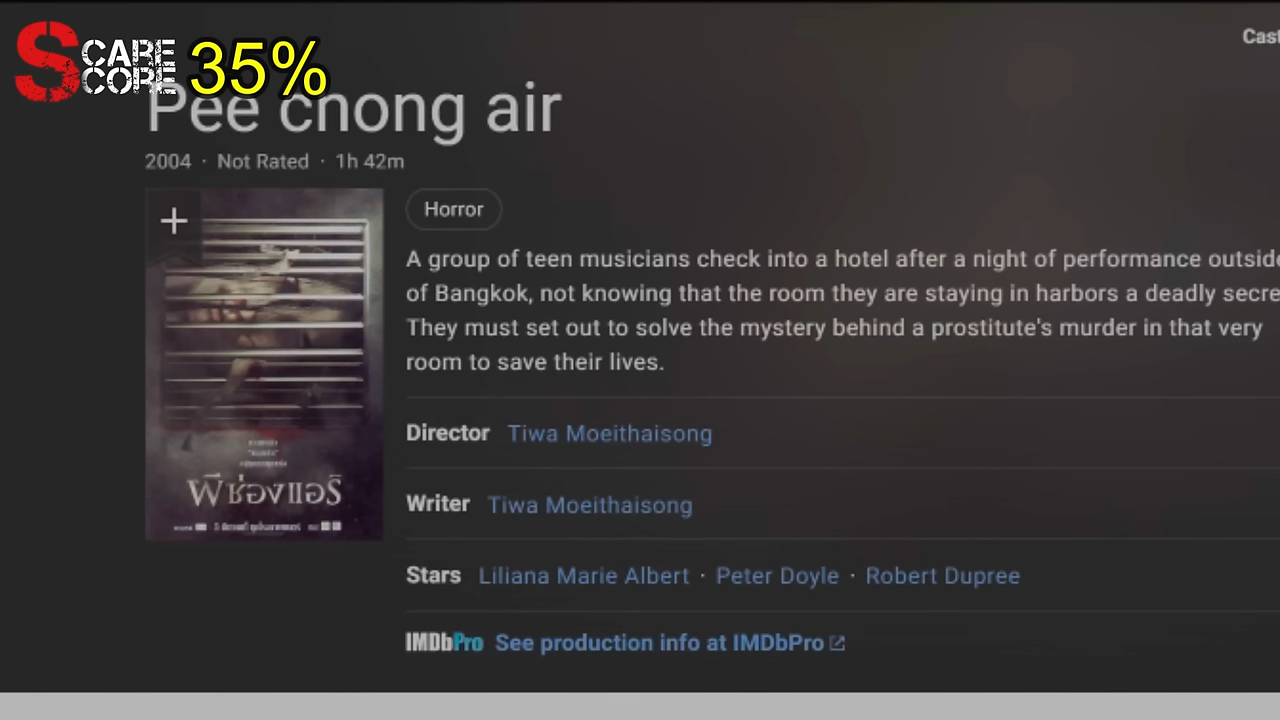 Cast
SCARE
SCORE 35%
Pee chong air
2004 · Not Rated · 1h 42m
+
Horror
A group of teen musicians check into a hotel after a night of performance outside
of Bangkok, not knowing that the room they are staying in harbors a deadly secre
They must set out to solve the mystery behind a prostitute's murder in that very
room to save their lives.
ผีช่องแอร์
Director Tiwa Moeithaisong
Writer Tiwa Moeithaisong
Stars Liliana Marie Albert · Peter Doyle · Robert Dupree
IMDbPro See production info at IMDbPro